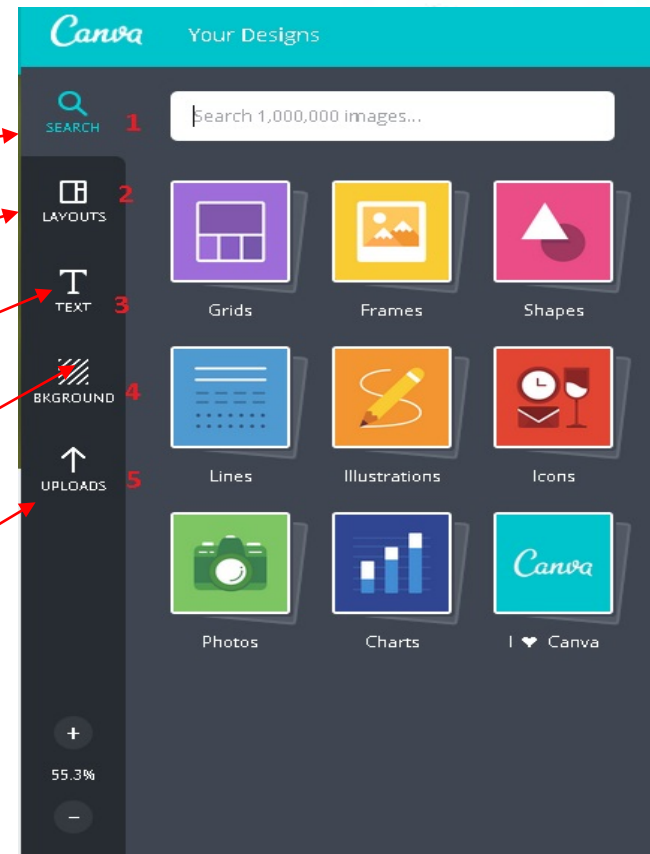 Canva Your Designs
SEARCH 1
Search 1,000,000 images...
LAYOUTS 2
TEXT 3
Grids Frames Shapes
BKGROUND 4
UPLOADS 5
Lines Illustrations Icons
Canva
Photos Charts I ❤ Canva
+
55.3%
−